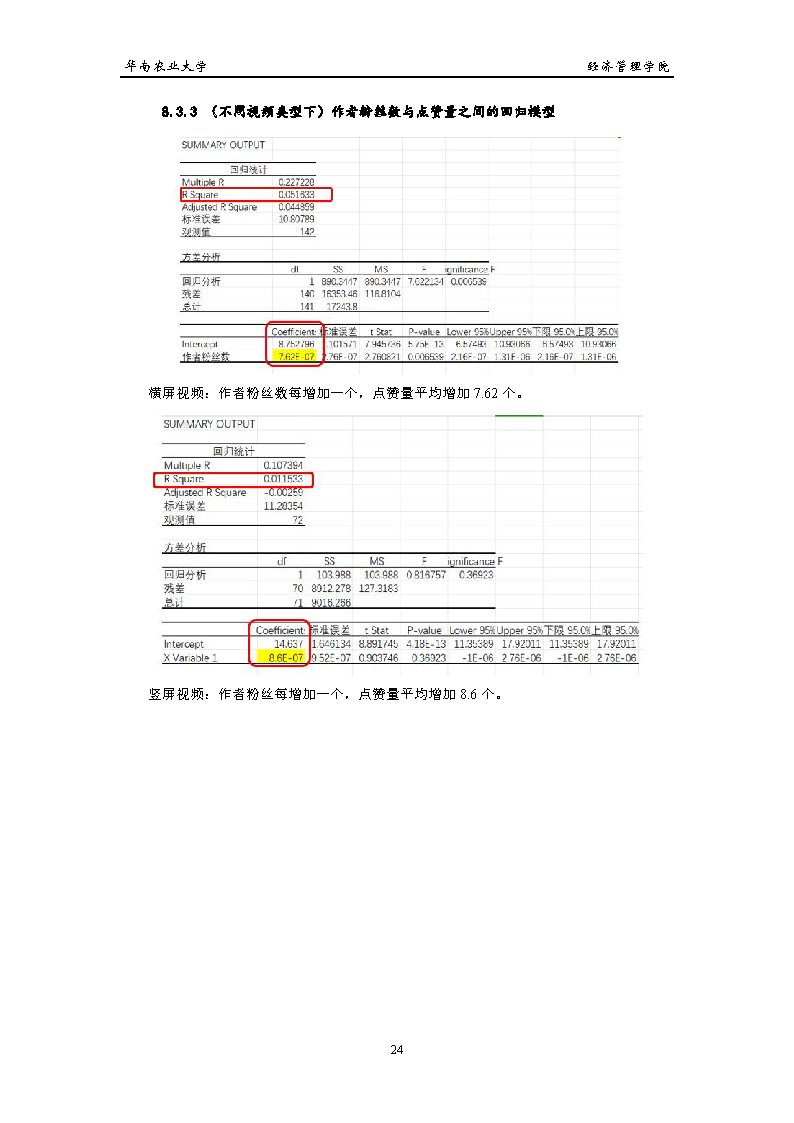 华南农业大学 经济管理学院
8.3.3 （不同视频类型下）作者粉丝数与点赞量之间的回归模型
SUMMARY OUTPUT
回归统计
Multiple R 0.227228
R Square 0.051633
Adjusted R Square 0.044859
标准误差 10.80789
观测值 142
方差分析
df SS MS F ignificance F
回归分析 1 890.3447 890.3447 7.622134 0.006539
残差 140 16353.46 116.8104
总计 141 17243.8
Coefficient: 标准误差 t Stat P-value Lower 95% Upper 95% 下限 95.0% 上限 95.0%
Intercept 8.752796 .101571 7.945736 5.75E-13 6.57493 10.93066 6.57493 10.93066
作者粉丝数 7.62E-07 2.76E-07 2.760821 0.006539 2.16E-07 1.31E-06 2.16E-07 1.31E-06
横屏视频：作者粉丝数每增加一个，点赞量平均增加 7.62 个。
SUMMARY OUTPUT
回归统计
Multiple R 0.107394
R Square 0.011533
Adjusted R Square -0.00259
标准误差 11.28354
观测值 72
方差分析
df SS MS F ignificance F
回归分析 1 103.988 103.988 0.816757 0.36923
残差 70 8912.278 127.3183
总计 71 9016.266
Coefficient: 标准误差 t Stat P-value Lower 95% Upper 95% 下限 95.0% 上限 95.0%
Intercept 14.637 1.646134 8.891745 4.18E-13 11.35389 17.92011 11.35389 17.92011
X Variable 1 8.6E-07 9.52E-07 0.903746 0.36923 -1E-06 2.76E-06 -1E-06 2.76E-06
竖屏视频：作者粉丝每增加一个，点赞量平均增加 8.6 个。
24